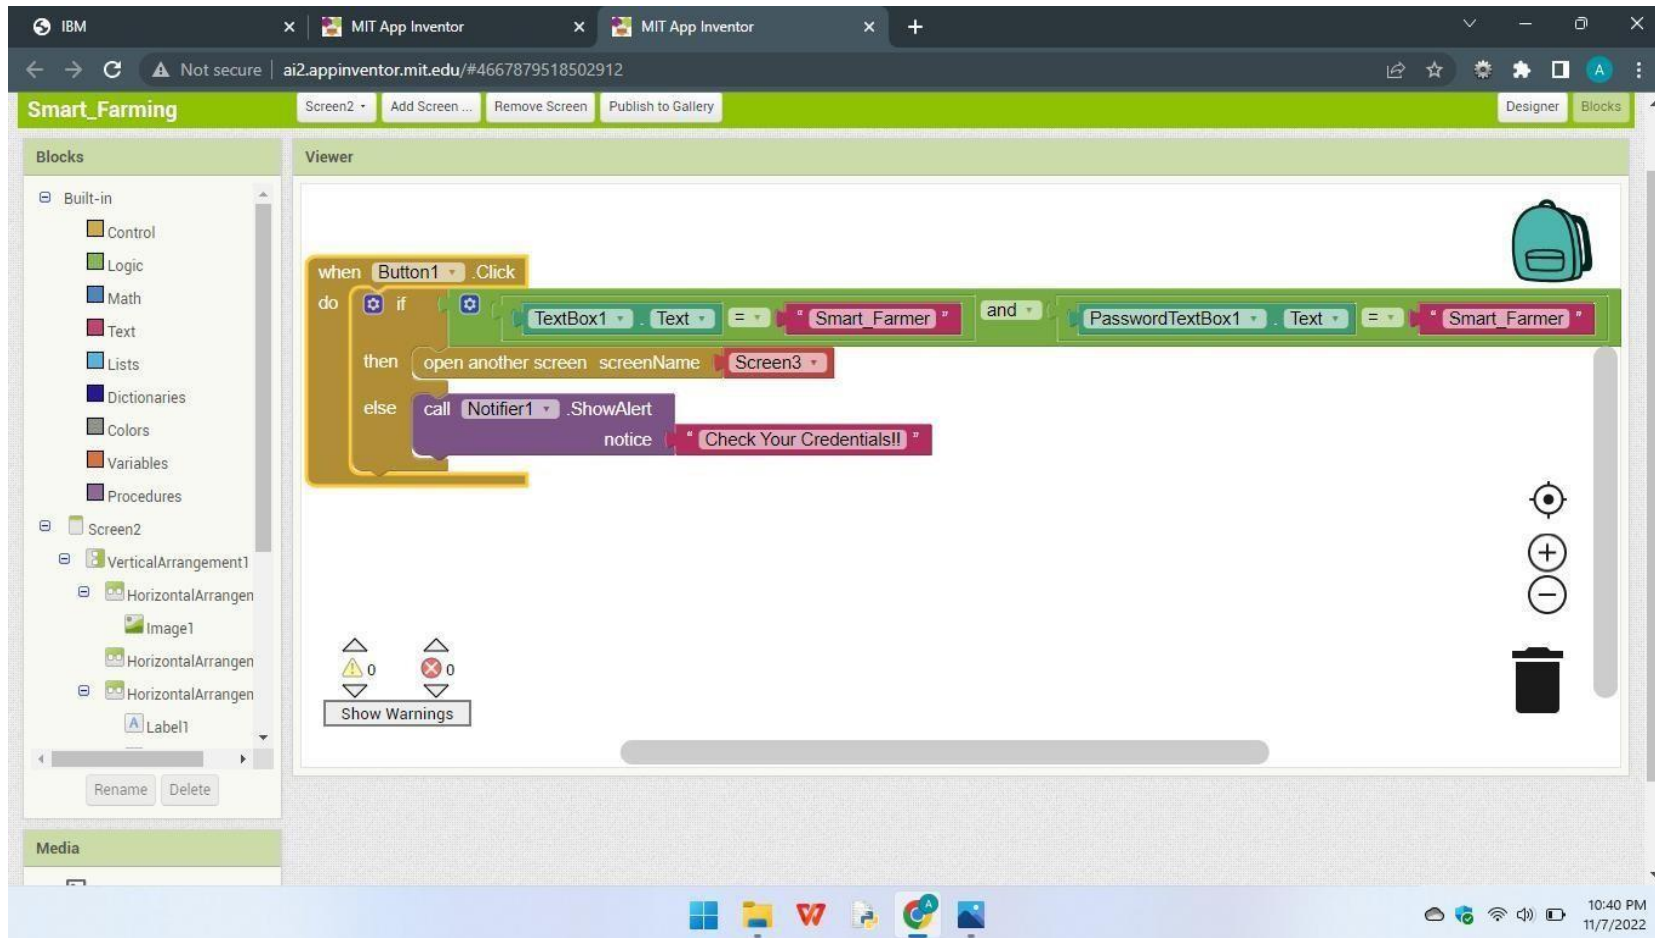 IBM
MIT App Inventor
MIT App Inventor
Not secure | ai2.appinventor.mit.edu/#4667879518502912
A
Smart_Farming
Screen2
Add Screen ...
Remove Screen
Publish to Gallery
Designer
Blocks
Blocks
Viewer
Built-in
Control
Logic
Math
Text
Lists
Dictionaries
Colors
Variables
Procedures
Screen2
VerticalArrangement1
HorizontalArrangen
Image1
HorizontalArrangen
HorizontalArrangen
A Label1
Rename
Delete
Media
when Button1 .Click
do if TextBox1 . Text = " Smart_Farmer " and PasswordTextBox1 . Text = " Smart_Farmer "
then open another screen screenName Screen3
else call Notifier1 .ShowAlert
notice " Check Your Credentials!! "
0 0
Show Warnings
A
10:40 PM
11/7/2022